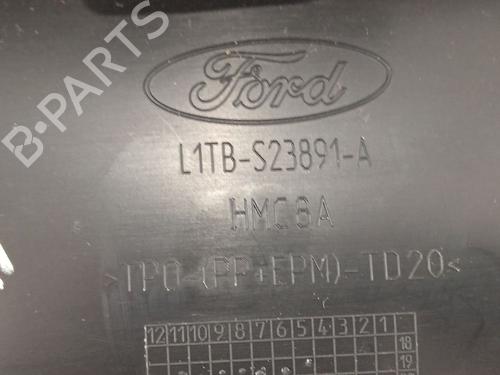 B-PARTS
Ford
L1TB-S23891-A
HMC8A
>TPO-(PP+EPM)-TD20<
12 11 10 9 8 7 6 5 4 3 2 1
18
19